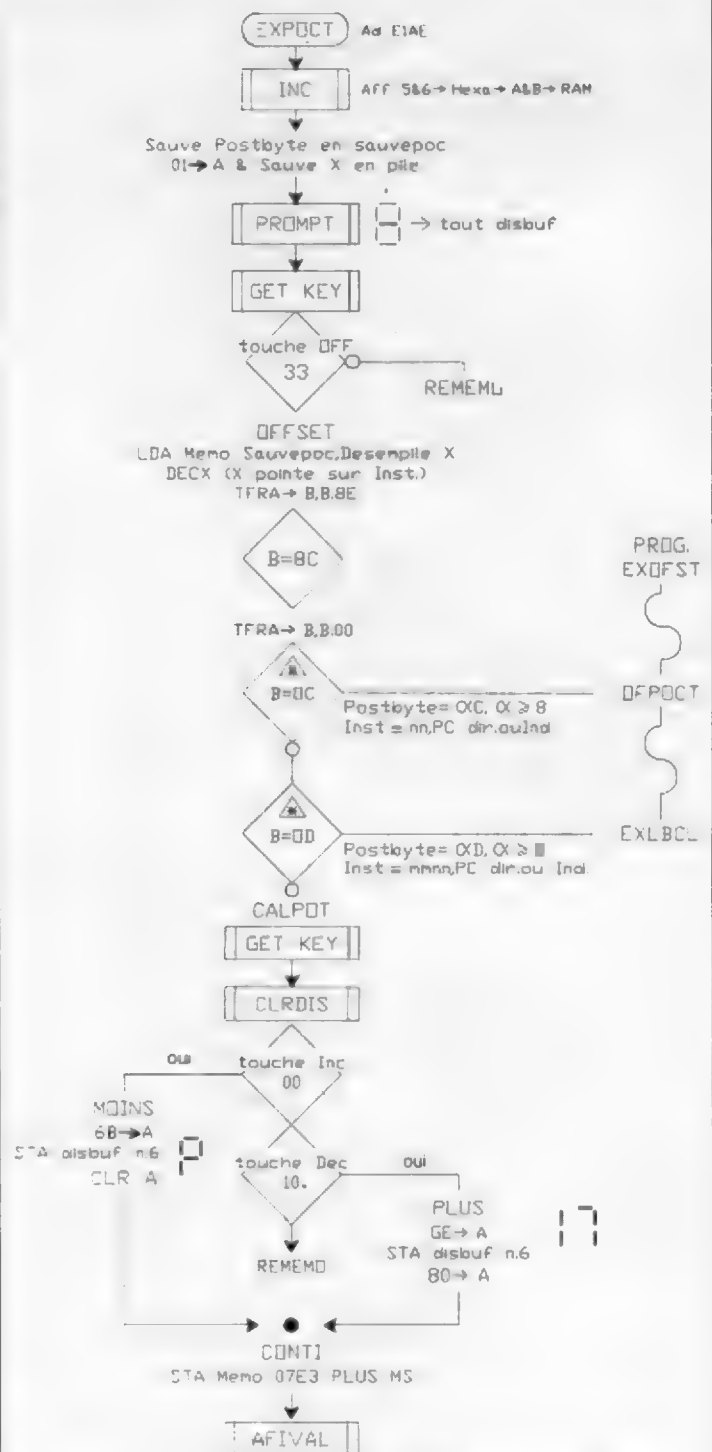 EXPOCT Ad E1AE
INC AFF 5&6→ Hexa→ A&B→ RAM
Sauve Postbyte en sauvepoc
01→A & Sauve X en pile
PROMPT → tout disbuf
GET KEY
touche OFF
33
REMEMO
OFFSET
LDA Memo Sauvepoc,Desempile X
DECX (X pointe sur Inst.)
TFRA→ B,B.8E
B=8C
PROG.
EXOFST
TFRA→ B,B.00
B=0C
Postbyte= αC, α ≥ 8
Inst = nn,PC dir.ouInd
OFPOCT
B=0D
Postbyte= αD, α ≥
Inst = mmnn,PC dir.ou Ind.
EXLBCL
CALPOT
GET KEY
CLRDIS
oui
touche Inc
00
MOINS
6B→A
STA disbuf n.6
CLR A
touche Dec
10.
oui
PLUS
GE→ A
STA disbuf n.6
80→ A
REMEMO
CONTI
STA Memo 07E3 PLUS MS
AFIVAL